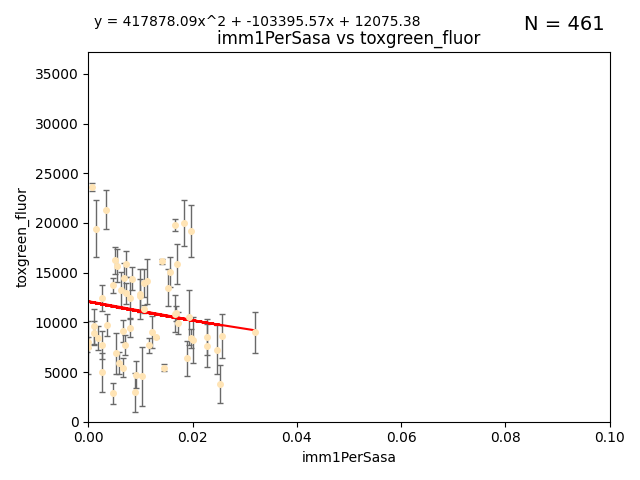 y = 417878.09x^2 + -103395.57x + 12075.38
N = 461
imm1PerSasa vs toxgreen_fluor
35000
30000
25000
20000
15000
10000
5000
0
toxgreen_fluor
0.00 0.02 0.04 0.06 0.08 0.10
imm1PerSasa